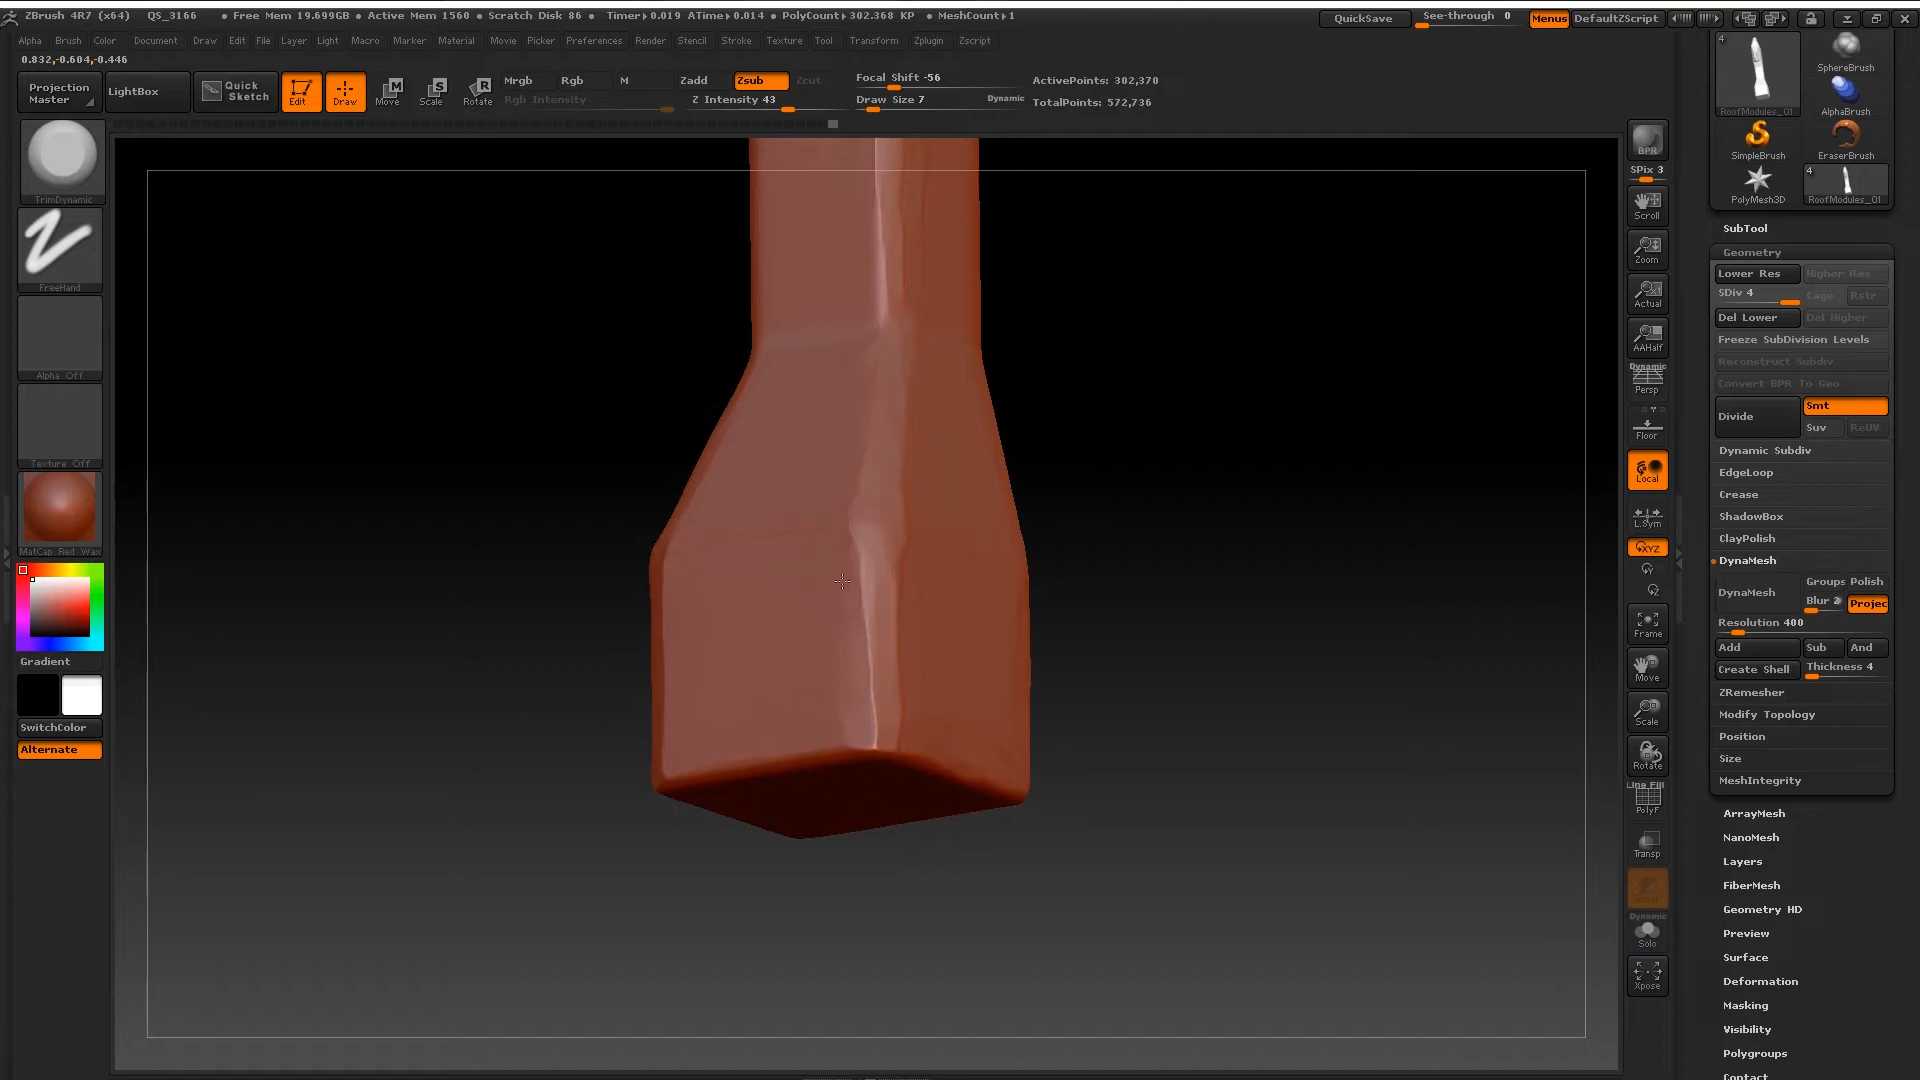 ZBrush 4R7 (x64) QS_3166 • Free Mem 19.699GB • Active Mem 1560 • Scratch Disk 86 • Timer▸0.019 ATime▸0.014 • PolyCount▸302.368 KP • MeshCount▸1
QuickSave See-through 0 Menus DefaultZScript
Alpha Brush Color Document Draw Edit File Layer Light Macro Marker Material Movie Picker Preferences Render Stencil Stroke Texture Tool Transform Zplugin Zscript
0.832,-0.604,-0.446
Projection Master
LightBox
Quick Sketch
Edit
Draw
Move
Scale
Rotate
Mrgb Rgb M Zadd Zsub Zcut
Rgb Intensity Z Intensity 43
Focal Shift -56
Draw Size 7 Dynamic
ActivePoints: 302,370
TotalPoints: 572,736
TrimDynamic
FreeHand
Alpha Off
Texture Off
MatCap Red Wax
Gradient
SwitchColor
Alternate
BPR
SPix 3
Scroll
Zoom
Actual
AAHalf
Dynamic
Persp
Floor
Local
L.Sym
XYZ
Frame
Move
Scale
Rotate
Line Fill
PolyF
Transp
Dynamic
Solo
Xpose
4
RoofModules_01
SphereBrush
AlphaBrush
SimpleBrush
EraserBrush
PolyMesh3D
4
RoofModules_01
SubTool
Geometry
Lower Res Higher Res
SDiv 4 Cage Rstr
Del Lower Del Higher
Freeze SubDivision Levels
Reconstruct Subdiv
Convert BPR To Geo
Divide Smt
Suv ReUV
Dynamic Subdiv
EdgeLoop
Crease
ShadowBox
ClayPolish
DynaMesh
DynaMesh Groups Polish
Blur 2 Projec
Resolution 400
Add Sub And
Create Shell Thickness 4
ZRemesher
Modify Topology
Position
Size
MeshIntegrity
ArrayMesh
NanoMesh
Layers
FiberMesh
Geometry HD
Preview
Surface
Deformation
Masking
Visibility
Polygroups
Contact